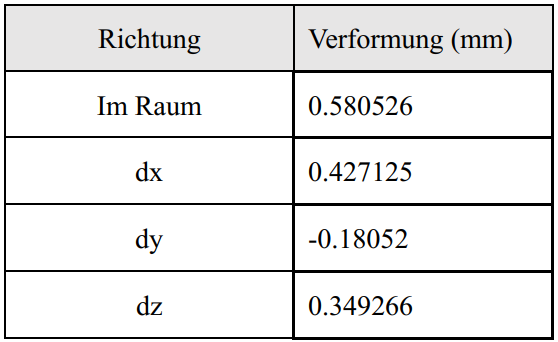 Richtung Verformung (mm)
Im Raum 0.580526
dx 0.427125
dy -0.18052
dz 0.349266